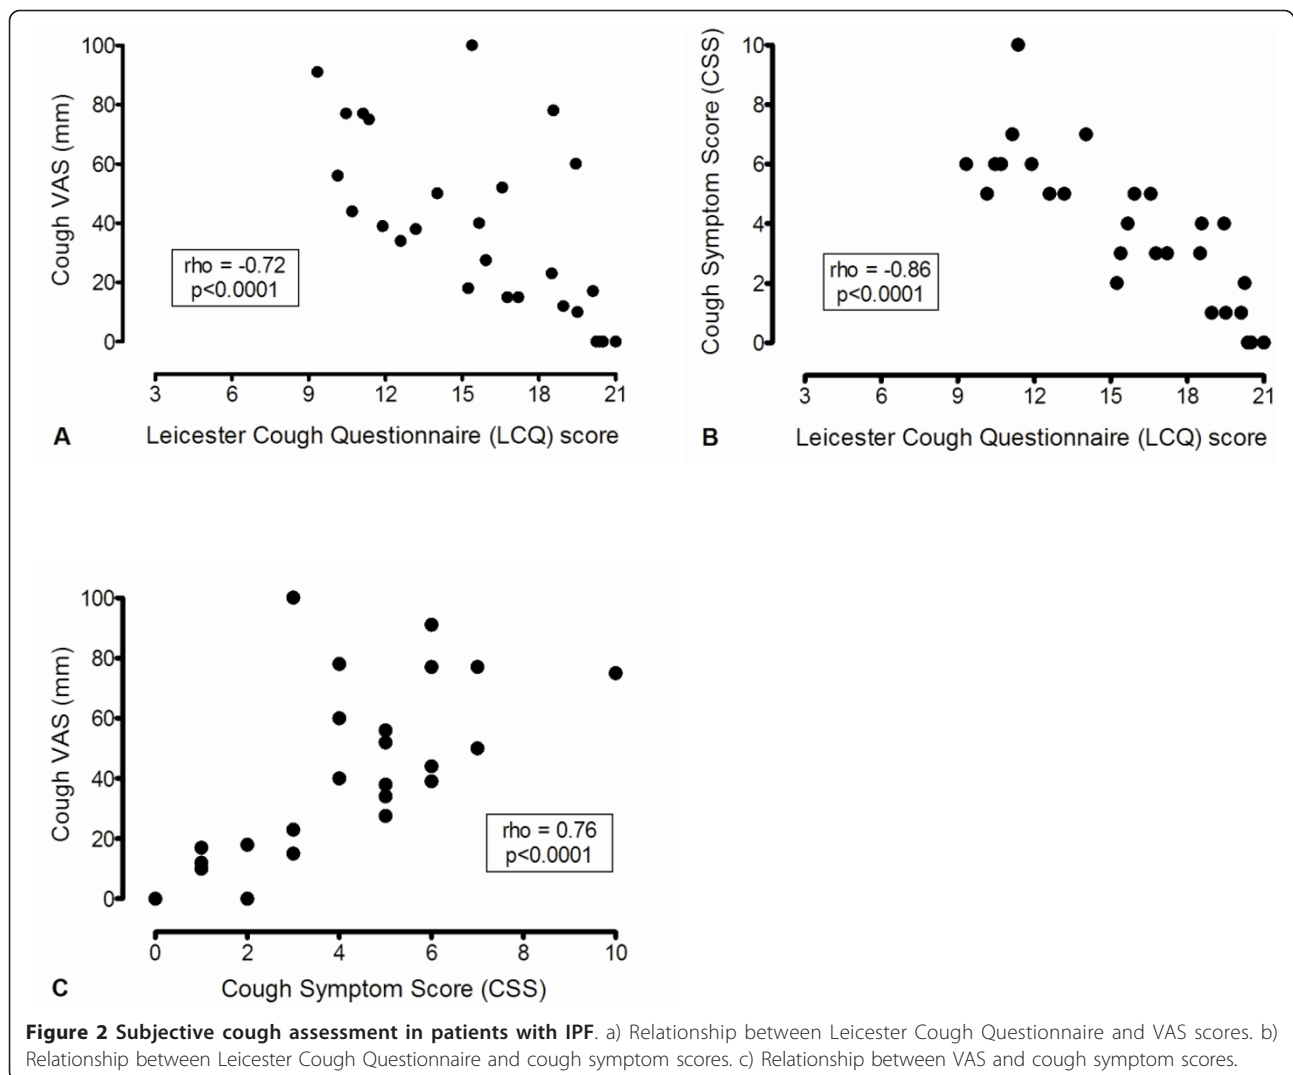 100
80
60
40
20
0
Cough VAS (mm)
rho = -0.72
p<0.0001
3 6 9 12 15 18 21
A Leicester Cough Questionnaire (LCQ) score
10
8
6
4
2
0
Cough Symptom Score (CSS)
rho = -0.86
p<0.0001
3 6 9 12 15 18 21
B Leicester Cough Questionnaire (LCQ) score
100
80
60
40
20
0
Cough VAS (mm)
rho = 0.76
p<0.0001
0 2 4 6 8 10
C Cough Symptom Score (CSS)
Figure 2 Subjective cough assessment in patients with IPF. a) Relationship between Leicester Cough Questionnaire and VAS scores. b)
Relationship between Leicester Cough Questionnaire and cough symptom scores. c) Relationship between VAS and cough symptom scores.